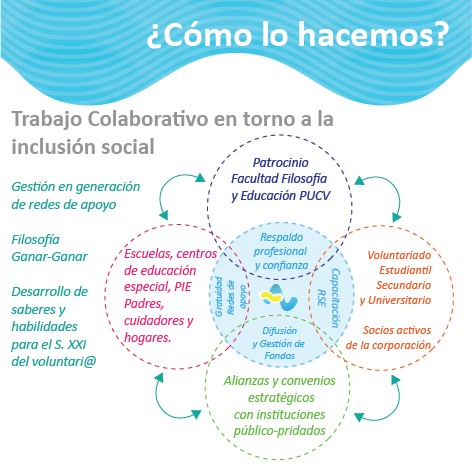 ¿Cómo lo hacemos?
Trabajo Colaborativo en torno a la
inclusión social
Gestión en generación
de redes de apoyo
Filosofía
Ganar-Ganar
Desarrollo de
saberes y
habilidades
para el S. XXI
del voluntari@
Patrocinio
Facultad Filosofía
y Educación PUCV
Respaldo
profesional
y confianza
Escuelas, centros
de educación
especial, PIE
Padres,
cuidadores y
hogares.
Gratuidad
Redes de
apoyo
Capacitación
RSE
Voluntariado
Estudiantil
Secundario
y Universitario
Socios activos
de la corporación
Difusión
y Gestión de
Fondos
Alianzas y convenios
estratégicos
con instituciones
público-pridados